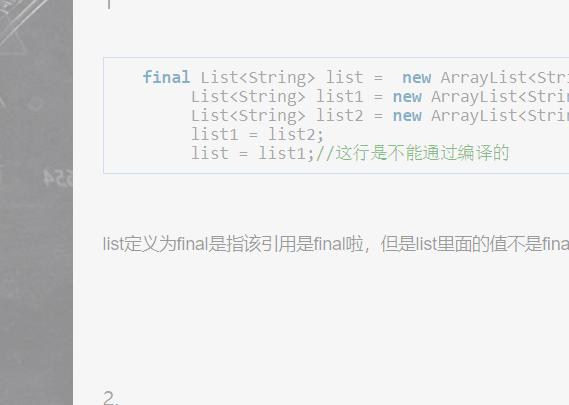 final List<String> list =  new ArrayList<Stri
List<String> list1 = new ArrayList<Strin
List<String> list2 = new ArrayList<Strin
list1 = list2;
list = list1;//这行是不能通过编译的
list定义为final是指该引用是final啦，但是list里面的值不是fina
2.